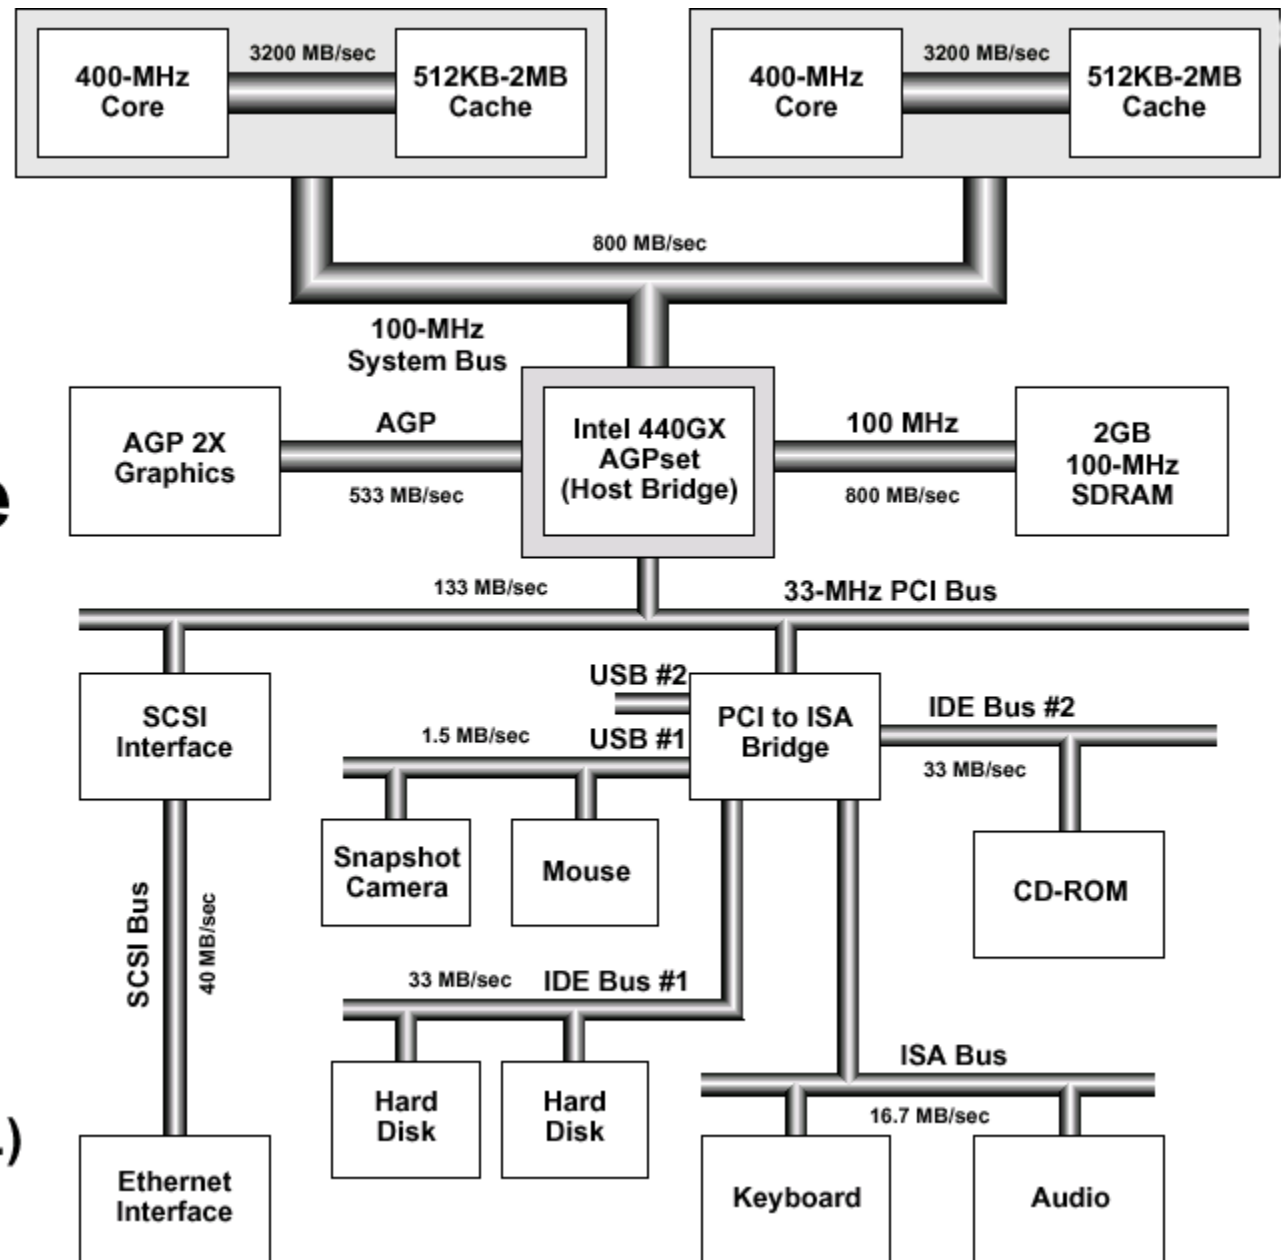 3200 MB/sec
400-MHz
Core
512KB-2MB
Cache
3200 MB/sec
400-MHz
Core
512KB-2MB
Cache
800 MB/sec
100-MHz
System Bus
AGP 2X
Graphics
AGP
533 MB/sec
Intel 440GX
AGPset
(Host Bridge)
100 MHz
800 MB/sec
2GB
100-MHz
SDRAM
e
133 MB/sec
33-MHz PCI Bus
SCSI
Interface
USB #2
1.5 MB/sec
USB #1
PCI to ISA
Bridge
IDE Bus #2
33 MB/sec
Snapshot
Camera
Mouse
CD-ROM
SCSI Bus
40 MB/sec
33 MB/sec
IDE Bus #1
Hard
Disk
Hard
Disk
ISA Bus
16.7 MB/sec
.)
Ethernet
Interface
Keyboard
Audio